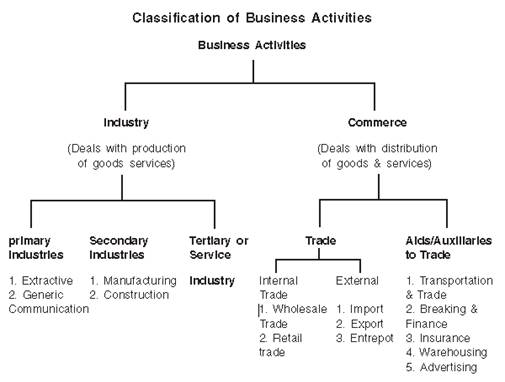 Classification of Business Activities
Business Activities
Industry
(Deals with production
of goods services)
Commerce
(Deals with distribution
of goods & services)
primary
Industries
1. Extractive
2. Generic
Communication
Secondary
Industries
1. Manufacturing
2. Construction
Tertiary or
Service
Industry
Trade
Internal
Trade
1. Wholesale
Trade
2. Retail
trade
External
1. Import
2. Export
3. Entrepot
Aids/Auxiliaries
to Trade
1. Transportation
& Trade
2. Breaking &
Finance
3. Insurance
4. Warehousing
5. Advertising